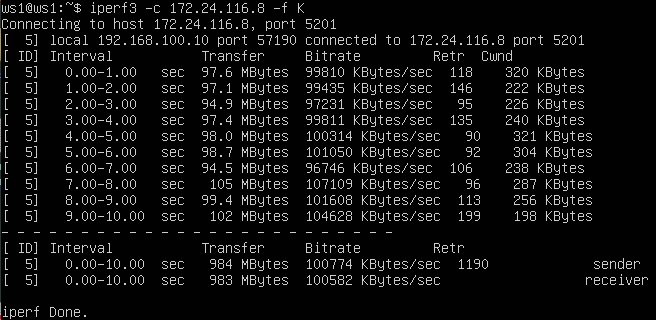 ws1@ws1:~$ iperf3 -c 172.24.116.8 -f K
Connecting to host 172.24.116.8, port 5201
[  5] local 192.168.100.10 port 57190 connected to 172.24.116.8 port 5201
[ ID] Interval           Transfer     Bitrate         Retr  Cwnd
[  5]   0.00-1.00   sec  97.6 MBytes  99810 KBytes/sec  118    320 KBytes
[  5]   1.00-2.00   sec  97.1 MBytes  99435 KBytes/sec  146    222 KBytes
[  5]   2.00-3.00   sec  94.9 MBytes  97231 KBytes/sec   95    226 KBytes
[  5]   3.00-4.00   sec  97.4 MBytes  99811 KBytes/sec  135    240 KBytes
[  5]   4.00-5.00   sec  98.0 MBytes  100314 KBytes/sec   90    321 KBytes
[  5]   5.00-6.00   sec  98.7 MBytes  101050 KBytes/sec   92    304 KBytes
[  5]   6.00-7.00   sec  94.5 MBytes  96746 KBytes/sec  106    238 KBytes
[  5]   7.00-8.00   sec   105 MBytes  107109 KBytes/sec   96    287 KBytes
[  5]   8.00-9.00   sec  99.4 MBytes  101608 KBytes/sec  113    256 KBytes
[  5]   9.00-10.00  sec   102 MBytes  104628 KBytes/sec  199    198 KBytes
- - - - - - - - - - - - - - - - - - - - - - - - -
[ ID] Interval           Transfer     Bitrate         Retr
[  5]   0.00-10.00  sec   984 MBytes  100774 KBytes/sec  1190             sender
[  5]   0.00-10.00  sec   983 MBytes  100582 KBytes/sec                  receiver
iperf Done.